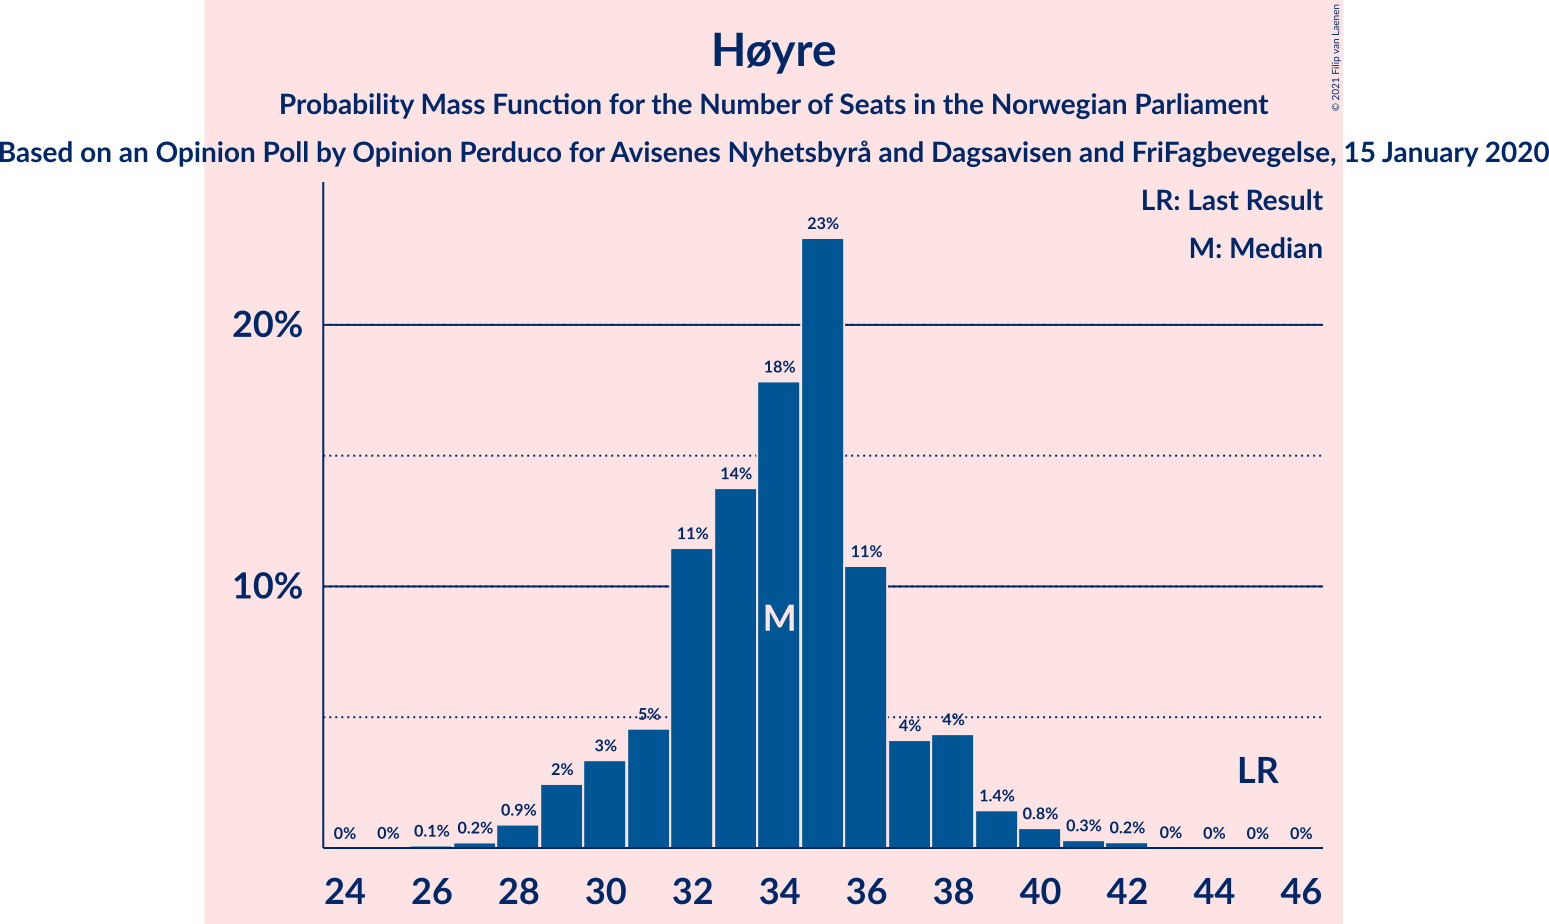 Høyre
Probability Mass Function for the Number of Seats in the Norwegian Parliament
Based on an Opinion Poll by Opinion Perduco for Avisenes Nyhetsbyrå and Dagsavisen and FriFagbevegelse, 15 January 2020
© 2021 Filip van Laenen
LR: Last Result
M: Median
20%
10%
0% 0% 0.1% 0.2% 0.9% 2% 3% 5% 11% 14% 18% 23% 11% 4% 4% 1.4% 0.8% 0.3% 0.2% 0% 0% 0% 0%
M
LR
24 26 28 30 32 34 36 38 40 42 44 46